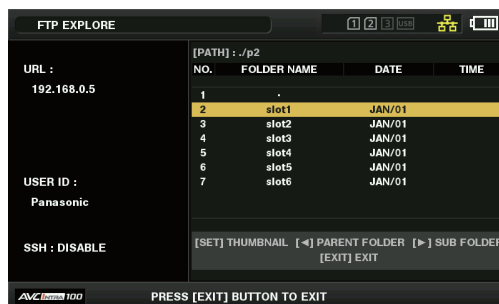 FTP EXPLORE 1 2 3 USB
[PATH] : ./p2
URL :
192.168.0.5
NO. FOLDER NAME DATE TIME
1 .
2 slot1 JAN/01
3 slot2 JAN/01
4 slot3 JAN/01
5 slot4 JAN/01
6 slot5 JAN/01
7 slot6 JAN/01
USER ID :
Panasonic
SSH : DISABLE
[SET] THUMBNAIL [◄] PARENT FOLDER [►] SUB FOLDER
[EXIT] EXIT
AVC INTRA 100 PRESS [EXIT] BUTTON TO EXIT